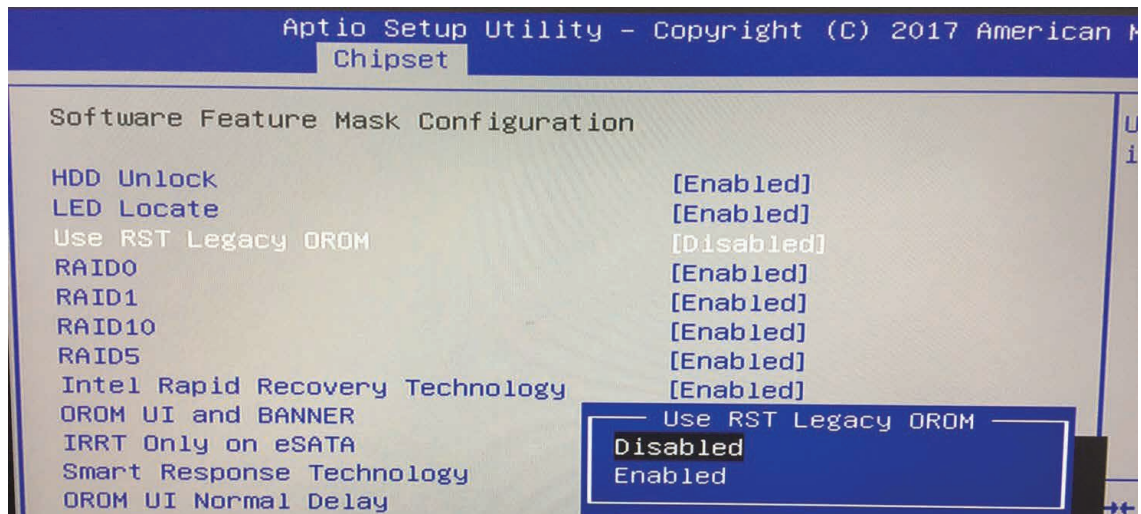 Aptio Setup Utility – Copyright (C) 2017 American
Chipset
Software Feature Mask Configuration
HDD Unlock [Enabled]
LED Locate [Enabled]
Use RST Legacy OROM [Disabled]
RAID0 [Enabled]
RAID1 [Enabled]
RAID10 [Enabled]
RAID5 [Enabled]
Intel Rapid Recovery Technology [Enabled]
OROM UI and BANNER
IRRT Only on eSATA
Smart Response Technology
OROM UI Normal Delay
Use RST Legacy OROM
Disabled
Enabled